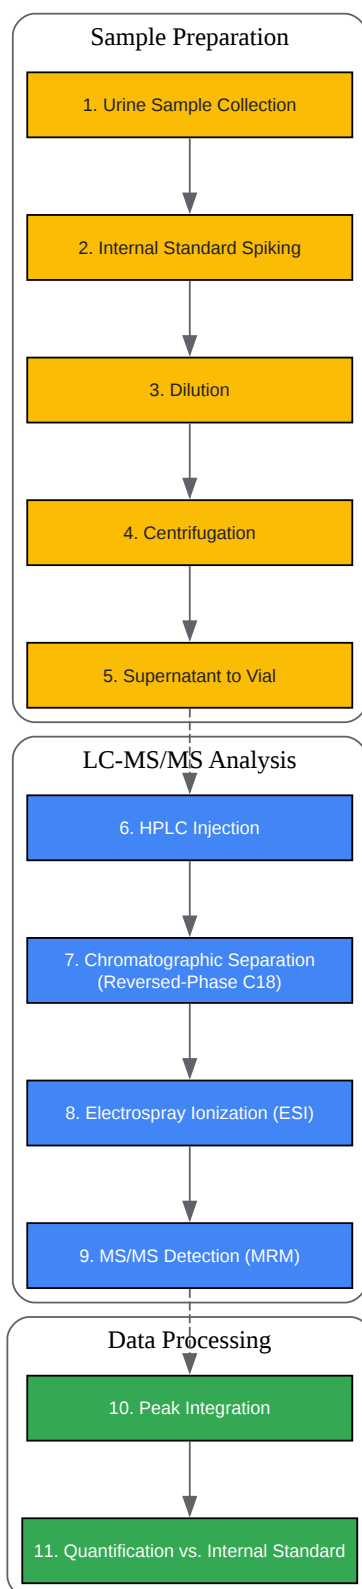 Sample Preparation
1. Urine Sample Collection
2. Internal Standard Spiking
3. Dilution
4. Centrifugation
5. Supernatant to Vial
LC-MS/MS Analysis
6. HPLC Injection
7. Chromatographic Separation
(Reversed-Phase C18)
8. Electrospray Ionization (ESI)
9. MS/MS Detection (MRM)
Data Processing
10. Peak Integration
11. Quantification vs. Internal Standard